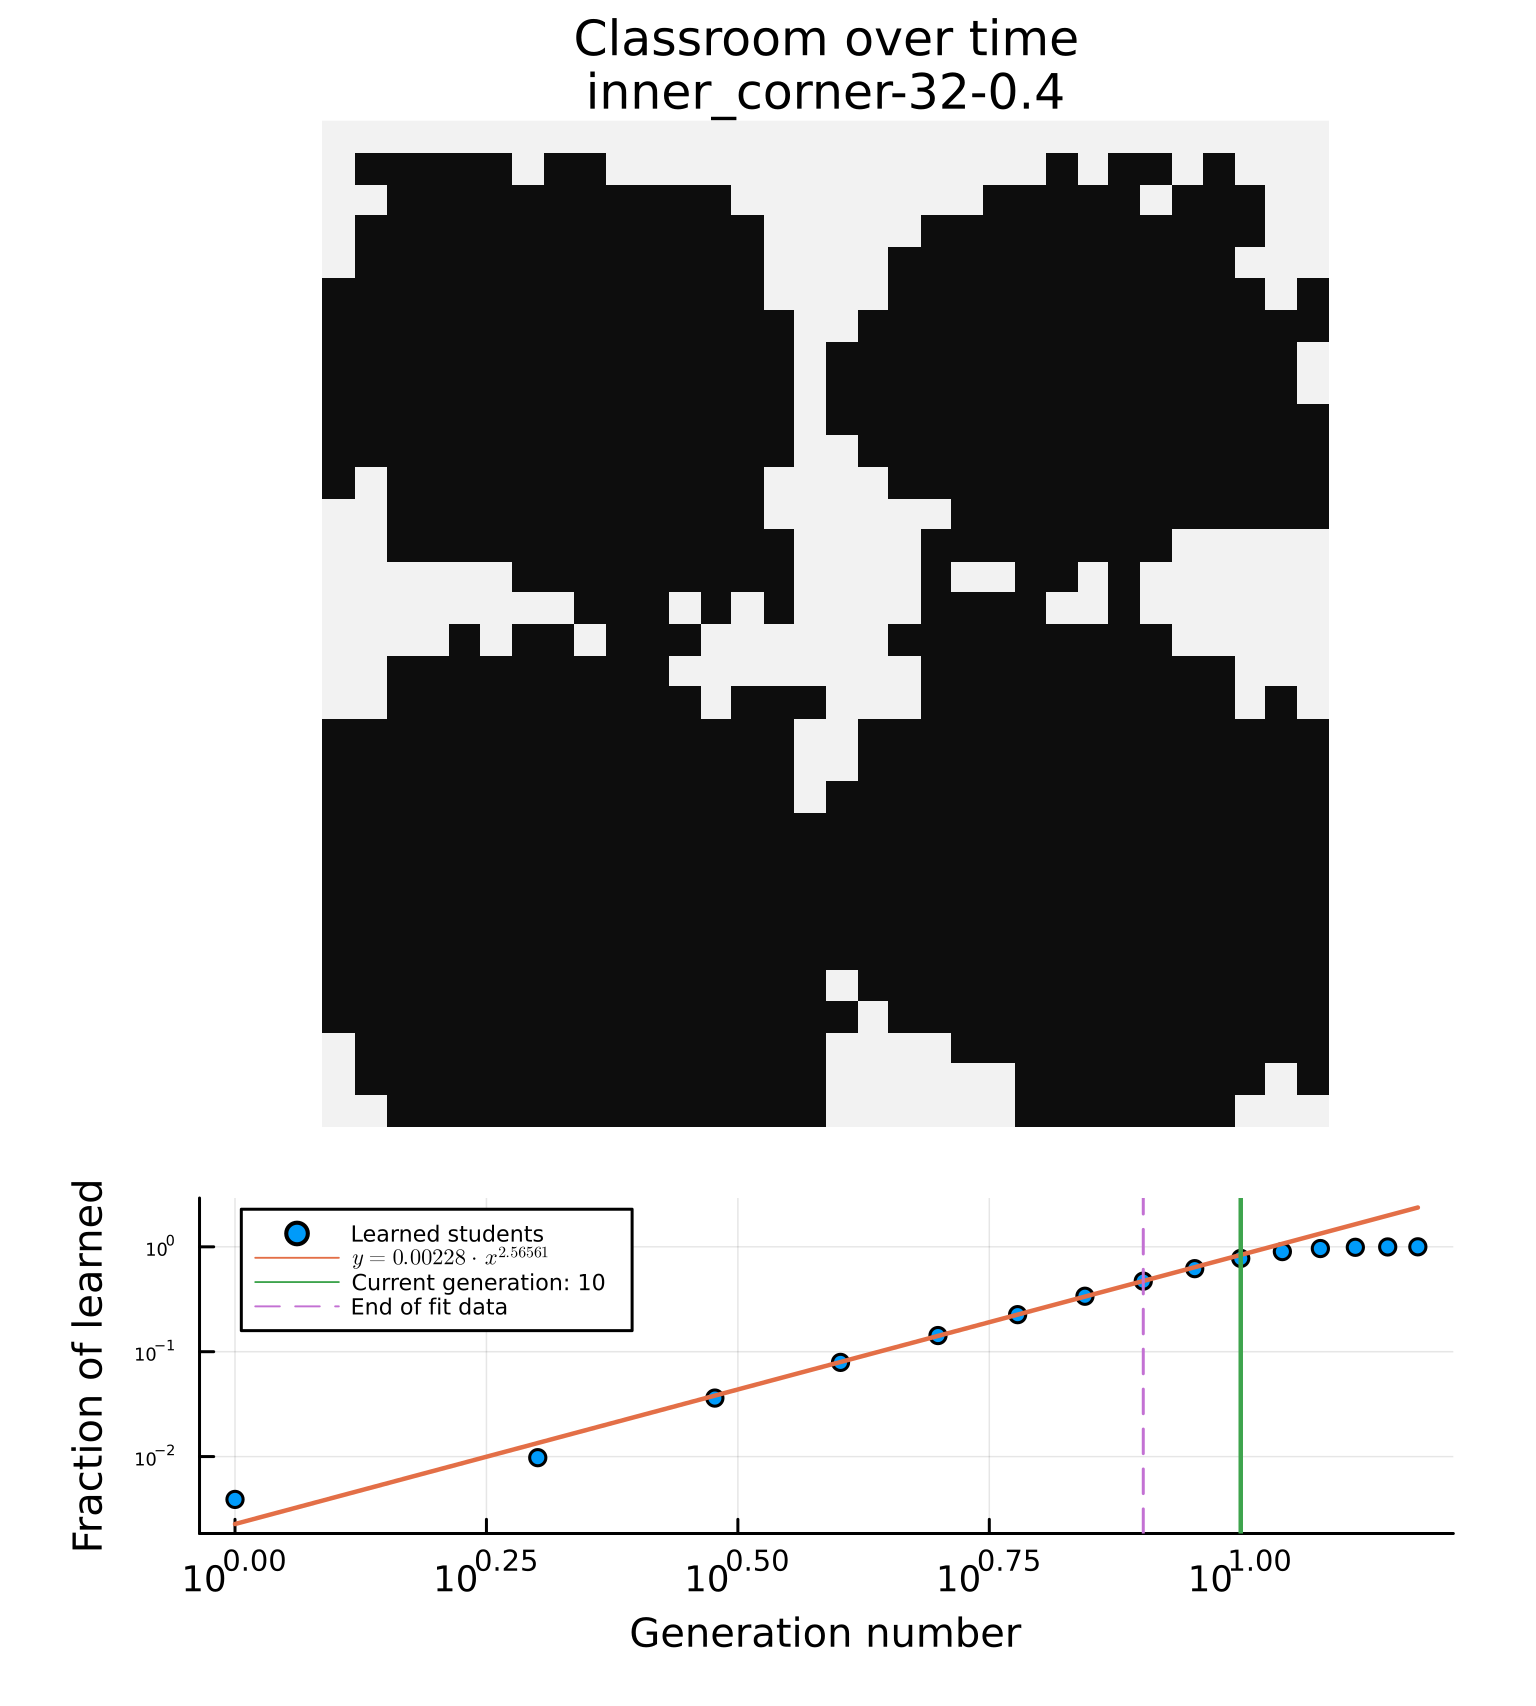 Classroom over time
inner_corner-32-0.4
Fraction of learned
Learned students
y = 0.00228 · x^2.56561
Current generation: 10
End of fit data
10^0
10^-1
10^-2
10^0.00 10^0.25 10^0.50 10^0.75 10^1.00
Generation number